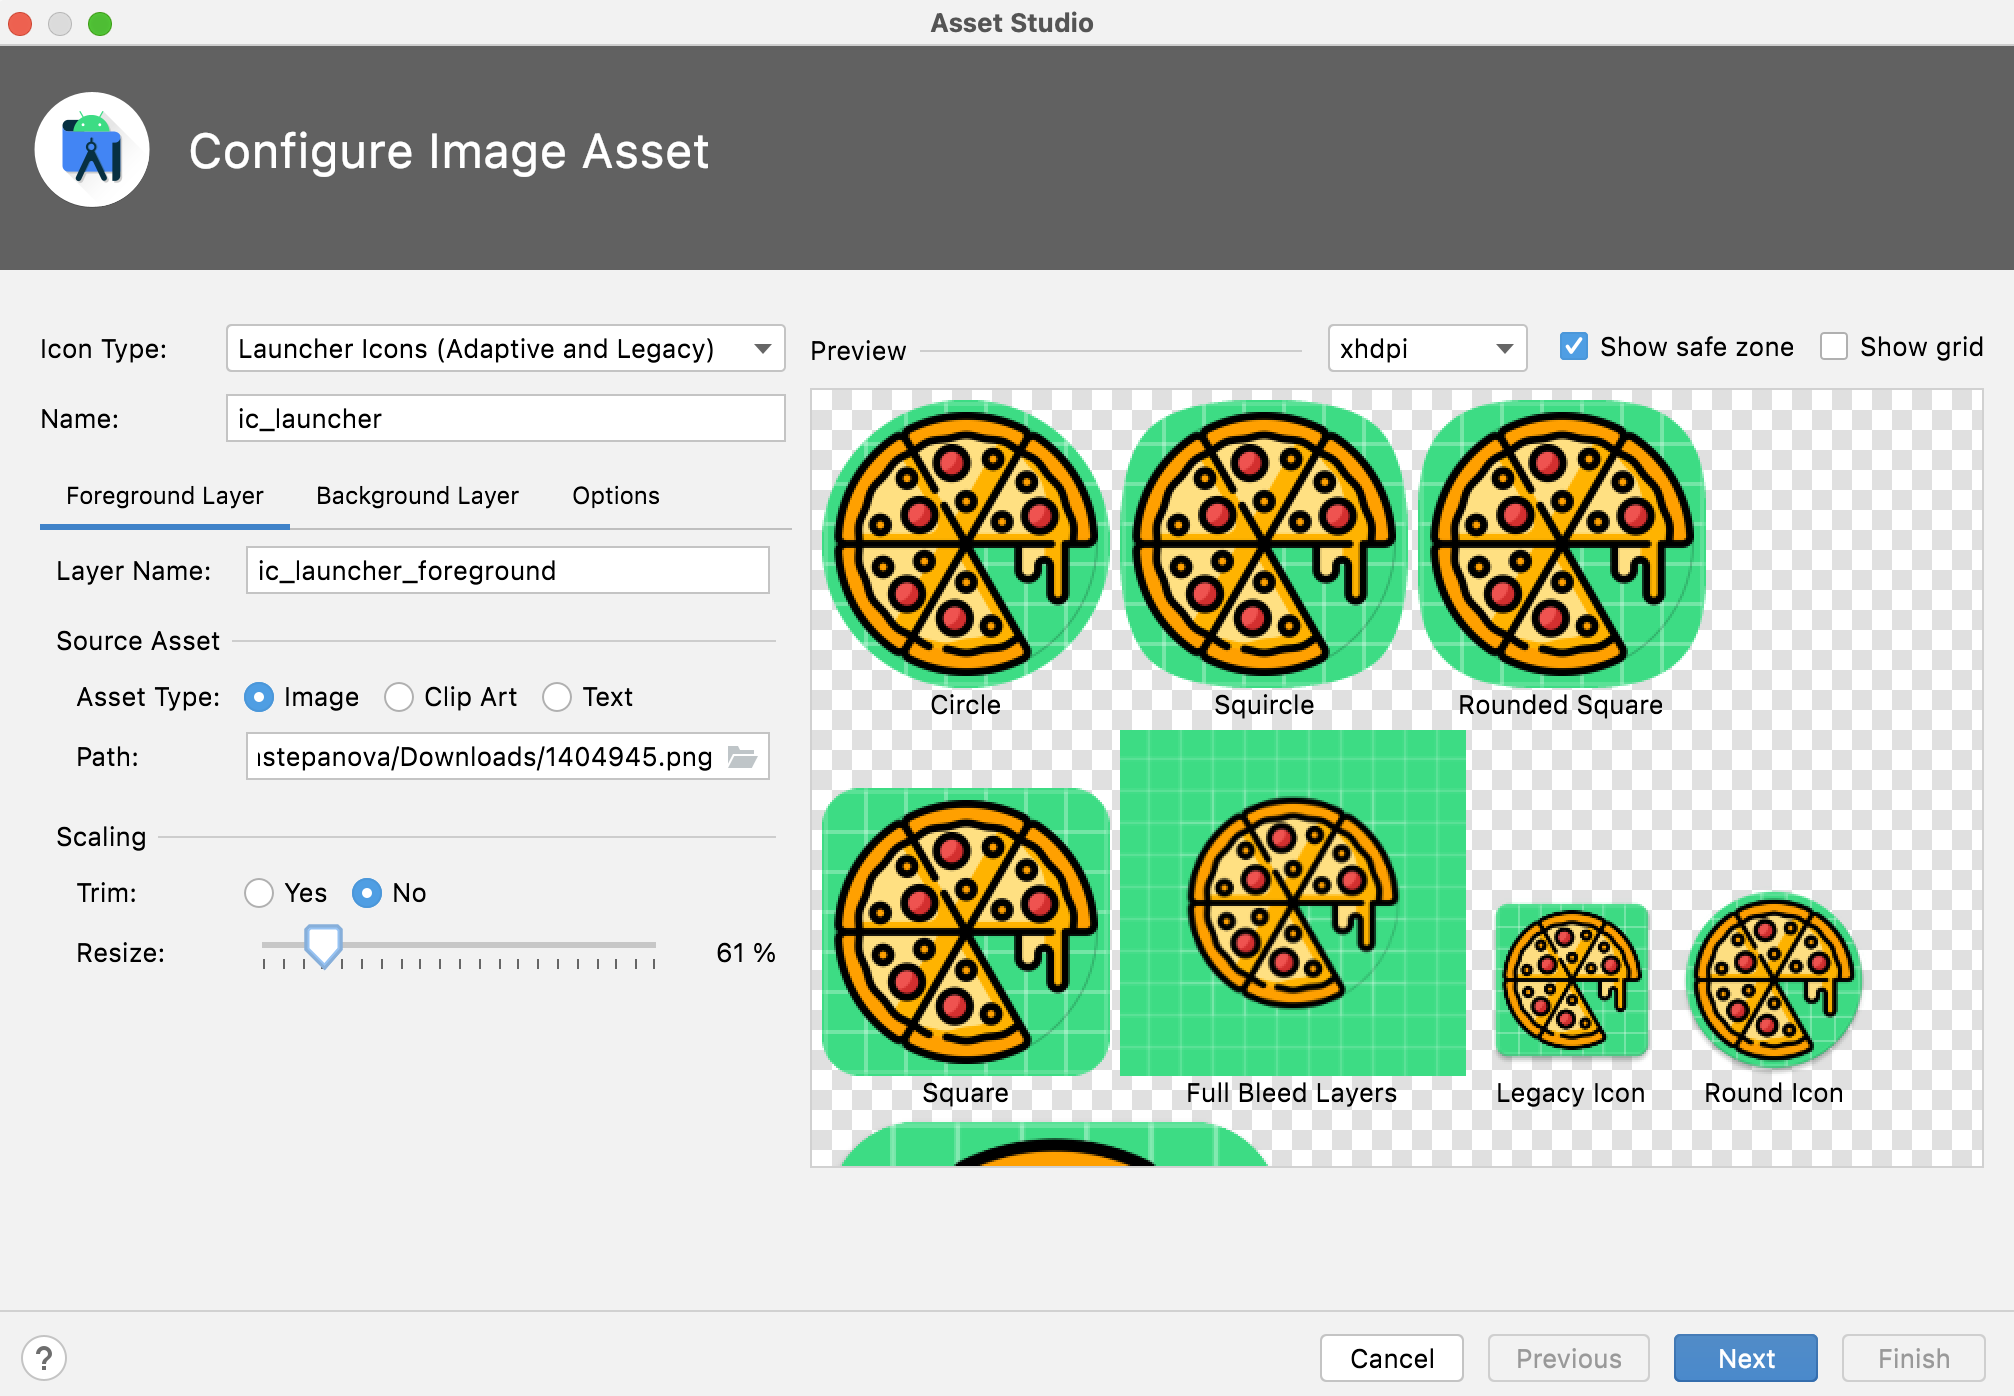 Asset Studio
Configure Image Asset
Icon Type: Launcher Icons (Adaptive and Legacy)
Name: ic_launcher
Foreground Layer Background Layer Options
Layer Name: ic_launcher_foreground
Source Asset
Asset Type: Image Clip Art Text
Path: stepanova/Downloads/1404945.png
Scaling
Trim: Yes No
Resize: 61 %
Preview xhdpi Show safe zone Show grid
Circle Squircle Rounded Square
Square Full Bleed Layers Legacy Icon Round Icon
? Cancel Previous Next Finish